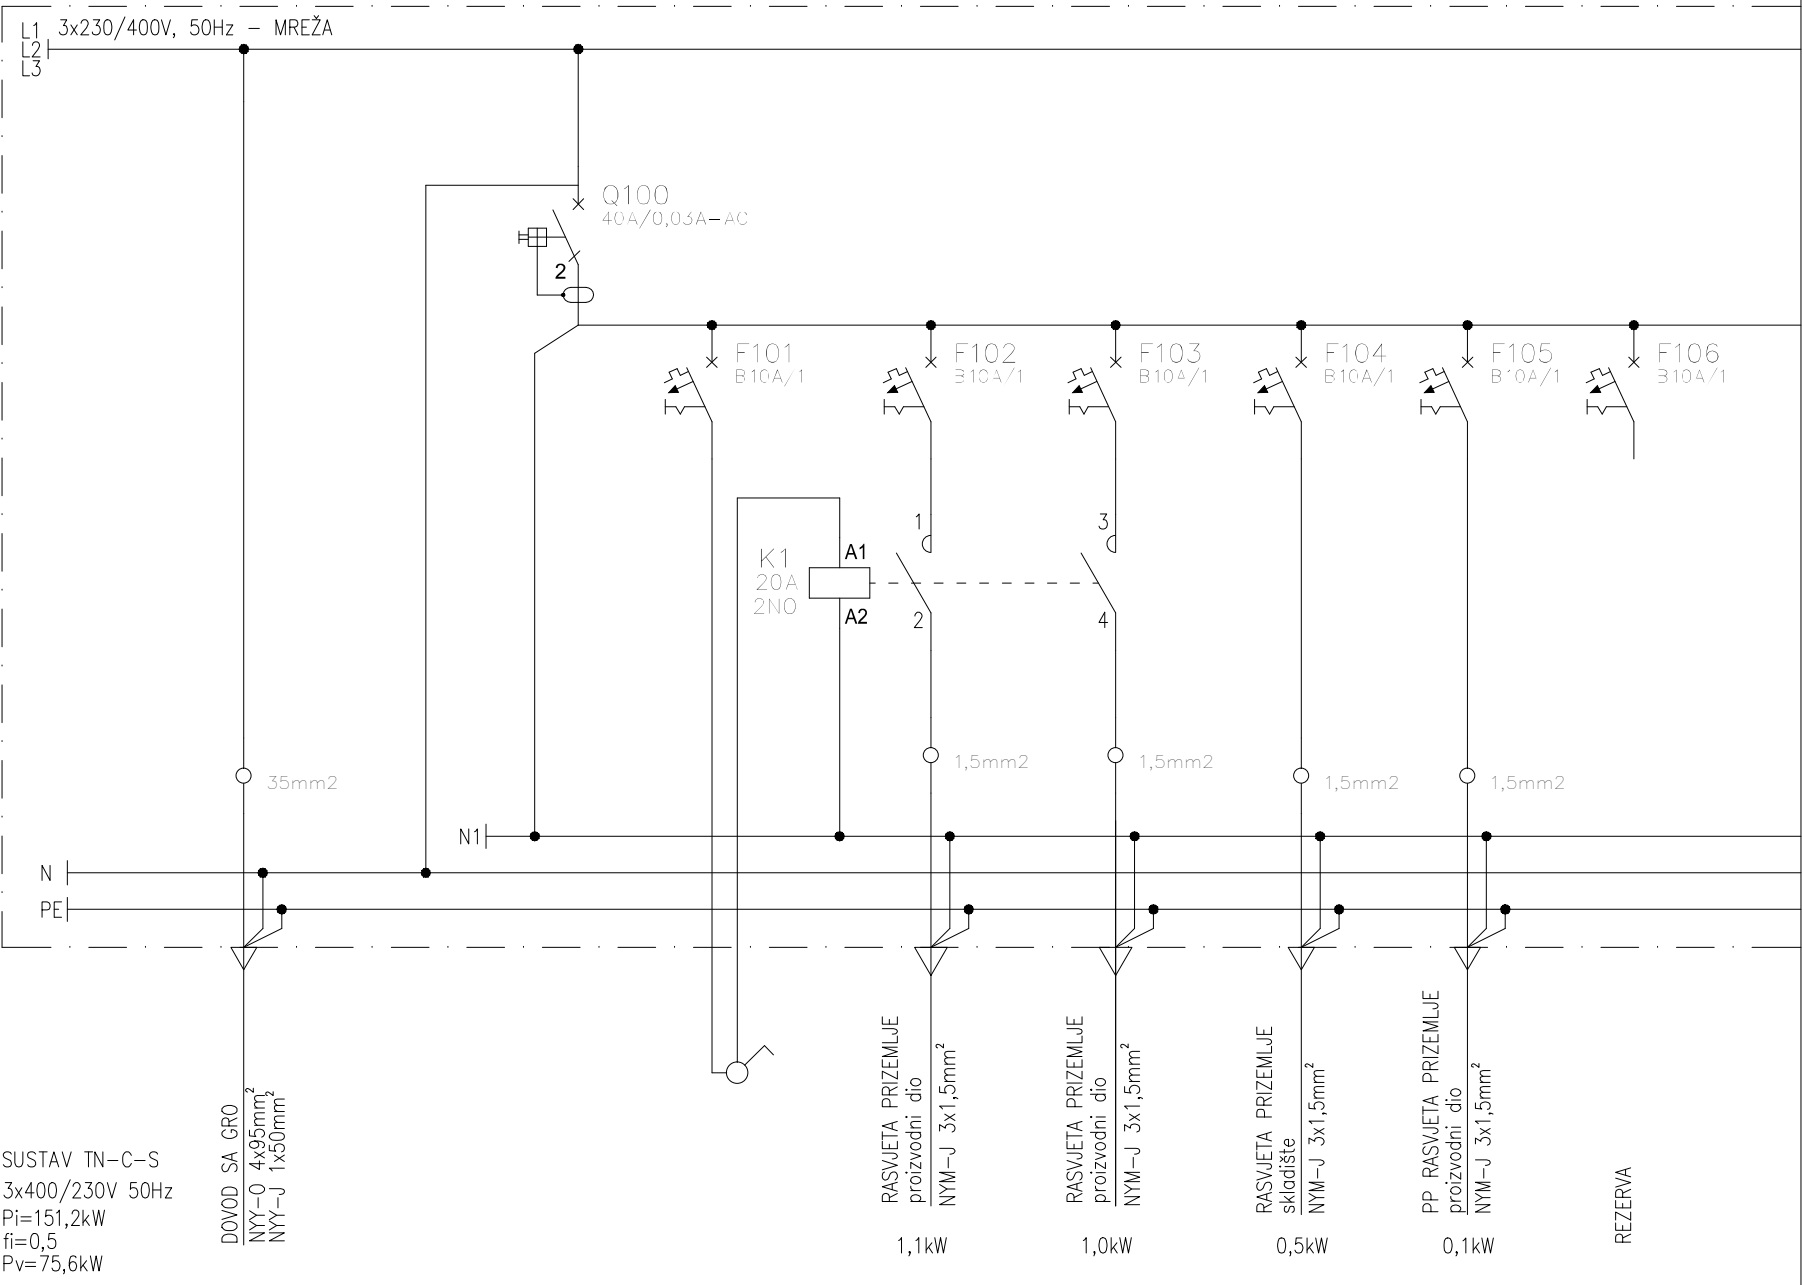 L1
L2
L3
3x230/400V, 50Hz – MREŽA
Q100
40A/0,03A–AC
2
F101
B10A/1
F102
B10A/1
F103
B10A/1
F104
B10A/1
F105
B10A/1
F106
B10A/1
K1
20A
2NO
A1
A2
1
2
3
4
35mm2
1,5mm2
1,5mm2
1,5mm2
1,5mm2
N1
N
PE
DOVOD SA GRO
NYY–O 4x95mm²
NYY–J 1x50mm²
RASVJETA PRIZEMLJE
proizvodni dio
NYM–J 3x1,5mm²
1,1kW
RASVJETA PRIZEMLJE
proizvodni dio
NYM–J 3x1,5mm²
1,0kW
RASVJETA PRIZEMLJE
skladište
NYM–J 3x1,5mm²
0,5kW
PP RASVJETA PRIZEMLJE
proizvodni dio
NYM–J 3x1,5mm²
0,1kW
REZERVA
SUSTAV TN–C–S
3x400/230V 50Hz
Pi=151,2kW
fi=0,5
Pv=75,6kW